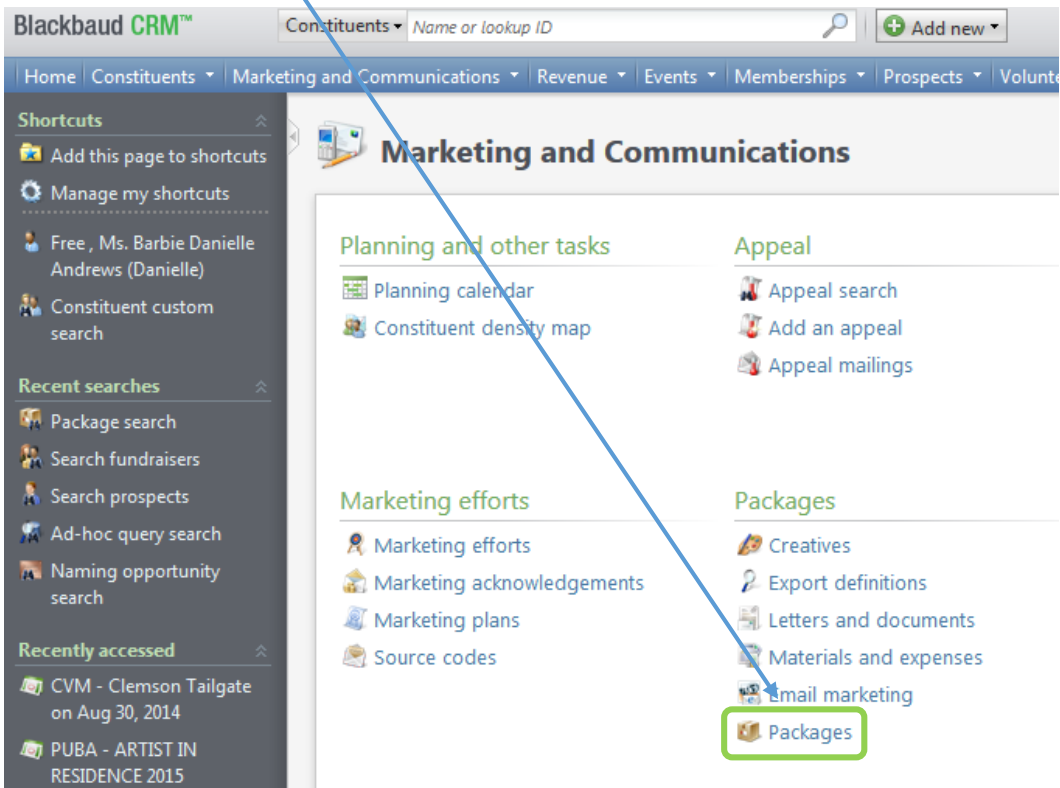 Blackbaud CRM™
Constituents Name or lookup ID
Add new
Home Constituents Marketing and Communications Revenue Events Memberships Prospects Volunte
Shortcuts
Add this page to shortcuts
Manage my shortcuts
Free , Ms. Barbie Danielle
Andrews (Danielle)
Constituent custom
search
Recent searches
Package search
Search fundraisers
Search prospects
Ad-hoc query search
Naming opportunity
search
Recently accessed
CVM - Clemson Tailgate
on Aug 30, 2014
PUBA - ARTIST IN
RESIDENCE 2015
Marketing and Communications
Planning and other tasks
Planning calendar
Constituent density map
Appeal
Appeal search
Add an appeal
Appeal mailings
Marketing efforts
Marketing efforts
Marketing acknowledgements
Marketing plans
Source codes
Packages
Creatives
Export definitions
Letters and documents
Materials and expenses
Email marketing
Packages